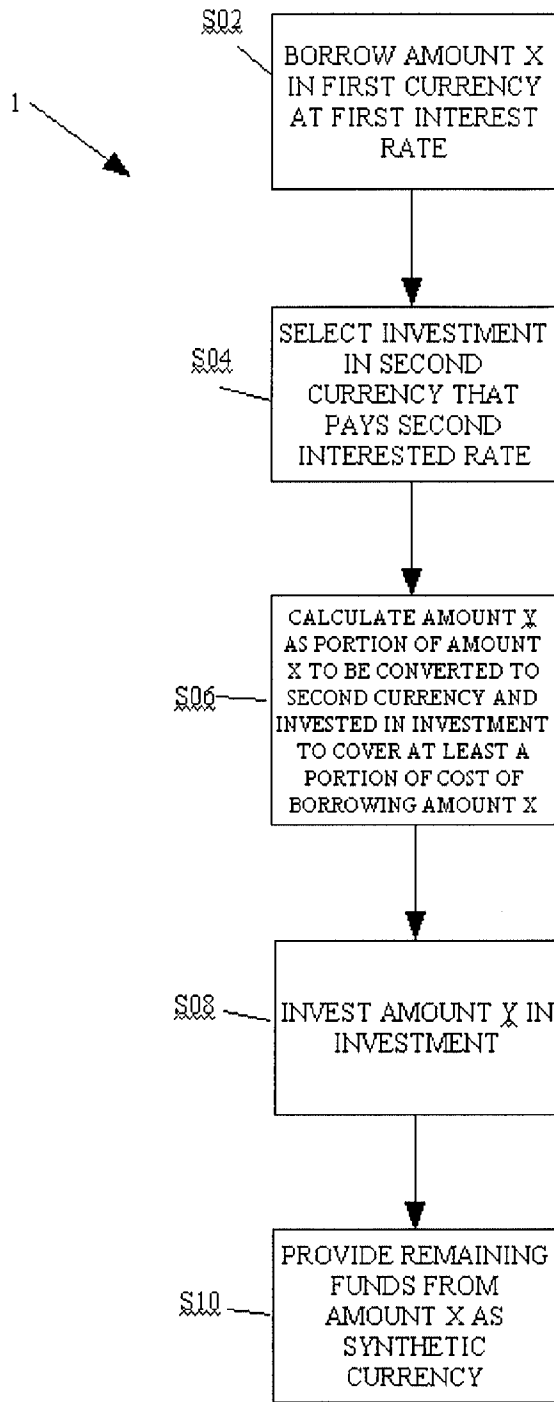 S02
BORROW AMOUNT X
IN FIRST CURRENCY
AT FIRST INTEREST
RATE
1
S04
SELECT INVESTMENT
IN SECOND
CURRENCY THAT
PAYS SECOND
INTERESTED RATE
S06
CALCULATE AMOUNT Y
AS PORTION OF AMOUNT
X TO BE CONVERTED TO
SECOND CURRENCY AND
INVESTED IN INVESTMENT
TO COVER AT LEAST A
PORTION OF COST OF
BORROWING AMOUNT X
S08
INVEST AMOUNT Y IN
INVESTMENT
S10
PROVIDE REMAINING
FUNDS FROM
AMOUNT X AS
SYNTHETIC
CURRENCY